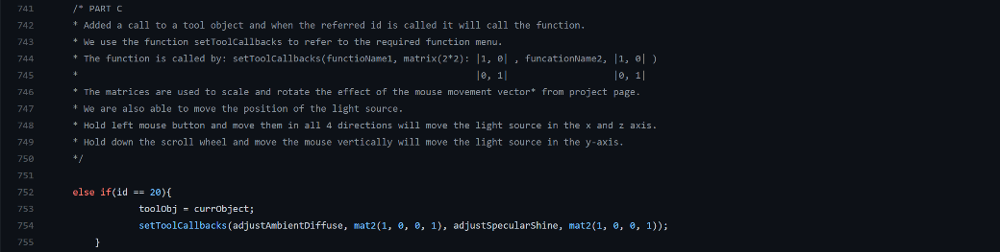 741 /* PART C
742 * Added a call to a tool object and when the referred id is called it will call the function.
743 * We use the function setToolCallbacks to refer to the required function menu.
744 * The function is called by: setToolCallbacks(functioName1, matrix(2*2): |1, 0| , funcationName2, |1, 0| )
745 * |0, 1| |0, 1|
746 * The matrices are used to scale and rotate the effect of the mouse movement vector* from project page.
747 * We are also able to move the position of the light source.
748 * Hold left mouse button and move them in all 4 directions will move the light source in the x and z axis.
749 * Hold down the scroll wheel and move the mouse vertically will move the light source in the y-axis.
750 */
751
752 else if(id == 20){
753 toolObj = currObject;
754 setToolCallbacks(adjustAmbientDiffuse, mat2(1, 0, 0, 1), adjustSpecularShine, mat2(1, 0, 0, 1));
755 }